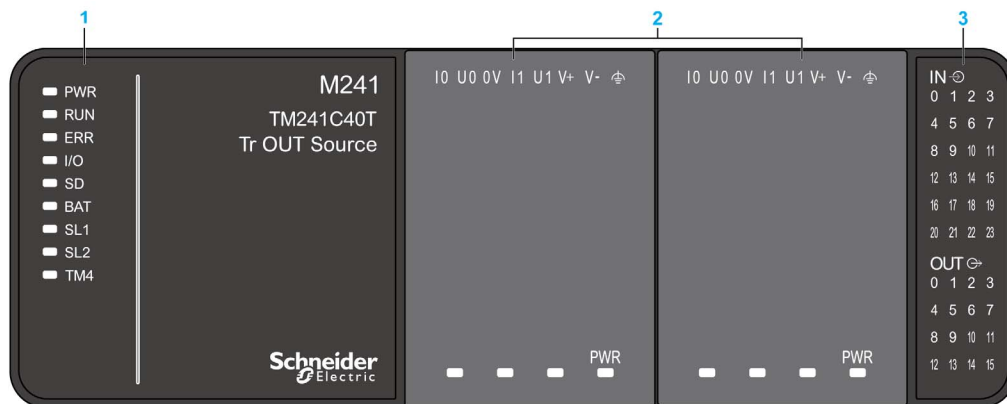 1
2
3
PWR
RUN
ERR
I/O
SD
BAT
SL1
SL2
TM4
M241
TM241C40T
Tr OUT Source
Schneider
Electric
I0 U0 0V I1 U1 V+ V-
PWR
I0 U0 0V I1 U1 V+ V-
PWR
IN
0 1 2 3
4 5 6 7
8 9 10 11
12 13 14 15
16 17 18 19
20 21 22 23
OUT
0 1 2 3
4 5 6 7
8 9 10 11
12 13 14 15